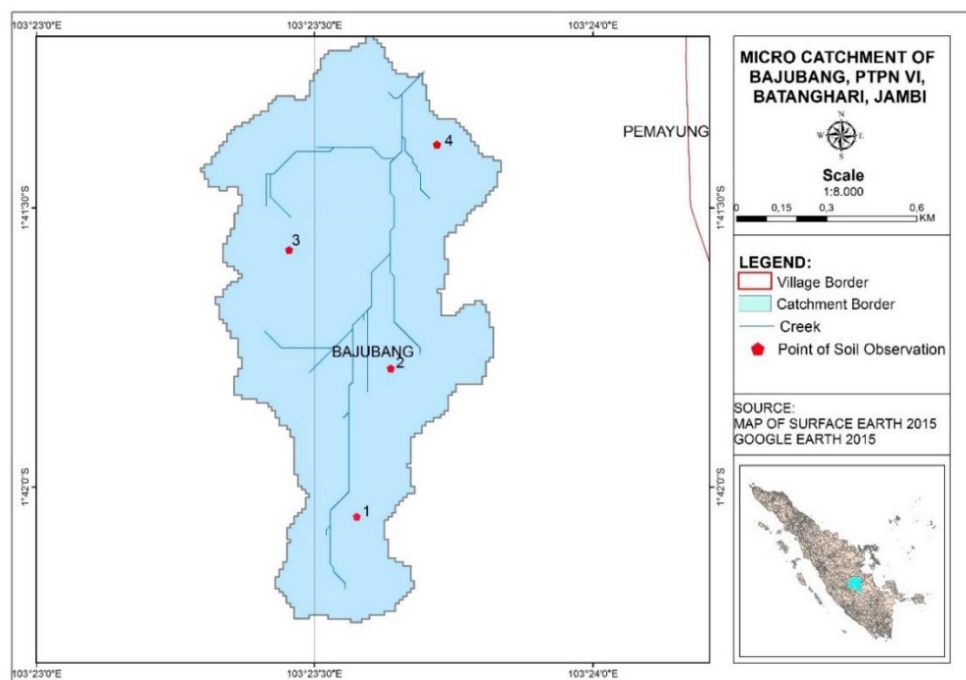 103°23'0"E
103°23'30"E
103°24'0"E
MICRO CATCHMENT OF
BAJUBANG, PTPN VI,
BATANGHARI, JAMBI
N
W E
S
Scale
1:8.000
0 0,15 0,3 0,6
KM
LEGEND:
Village Border
Catchment Border
Creek
Point of Soil Observation
SOURCE:
MAP OF SURFACE EARTH 2015
GOOGLE EARTH 2015
PEMAYUNG
4
1°41'30"S
1°41'30"S
3
BAJUBANG
2
1°42'0"S
1°42'0"S
1
103°23'0"E
103°23'30"E
103°24'0"E